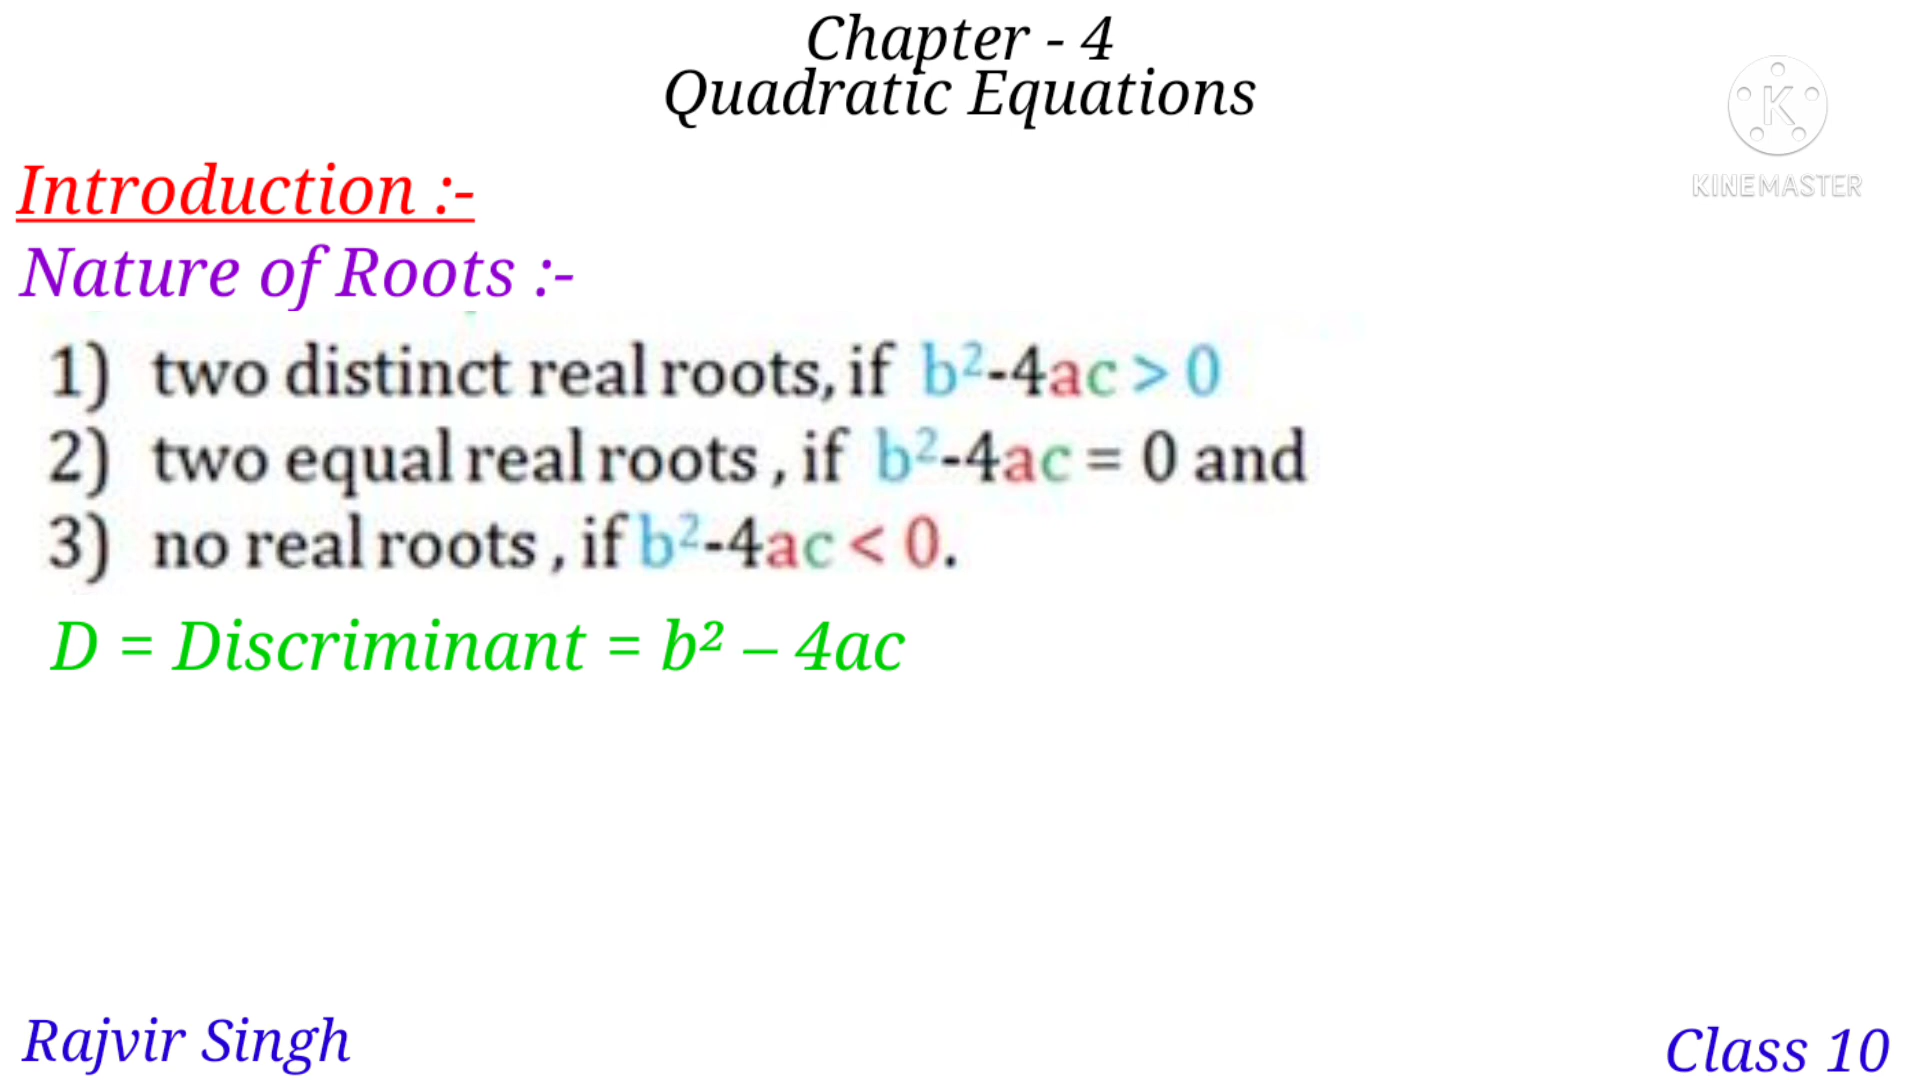 Chapter - 4
Quadratic Equations
K
KINEMASTER
Introduction :-
Nature of Roots :-
1) two distinct real roots, if b²-4ac > 0
2) two equal real roots , if b²-4ac = 0 and
3) no real roots , if b²-4ac < 0.
D = Discriminant = b² – 4ac
Rajvir Singh
Class 10